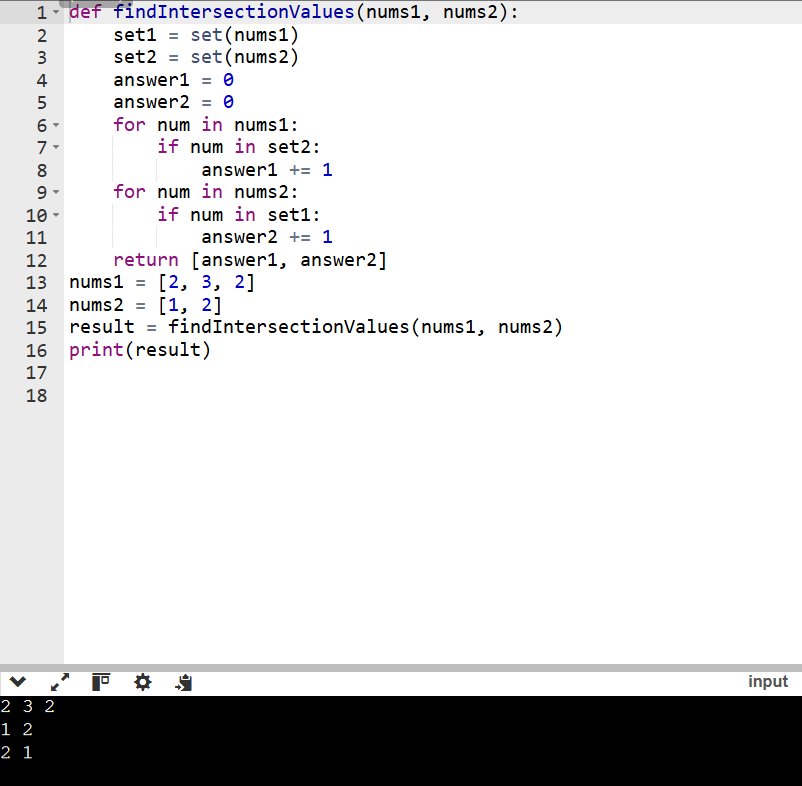 1 def findIntersectionValues(nums1, nums2):
2     set1 = set(nums1)
3     set2 = set(nums2)
4     answer1 = 0
5     answer2 = 0
6     for num in nums1:
7         if num in set2:
8             answer1 += 1
9     for num in nums2:
10         if num in set1:
11             answer2 += 1
12     return [answer1, answer2]
13 nums1 = [2, 3, 2]
14 nums2 = [1, 2]
15 result = findIntersectionValues(nums1, nums2)
16 print(result)
17
18
input
2 3 2
1 2
2 1